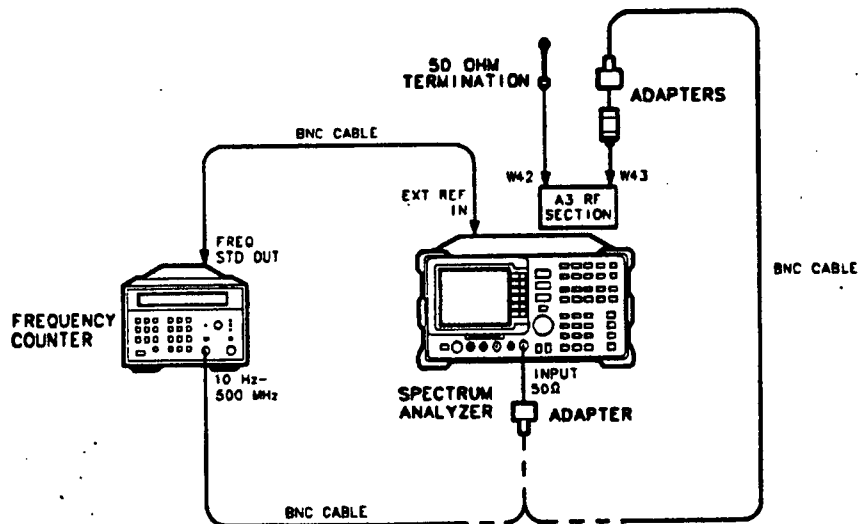 50 OHM
TERMINATION
ADAPTERS
BNC CABLE
W42
W43
A3 RF
SECTION
EXT REF
IN
FREQ
STD OUT
BNC CABLE
FREQUENCY
COUNTER
10 Hz-
500 MHz
INPUT
50Ω
SPECTRUM
ANALYZER
ADAPTER
BNC CABLE